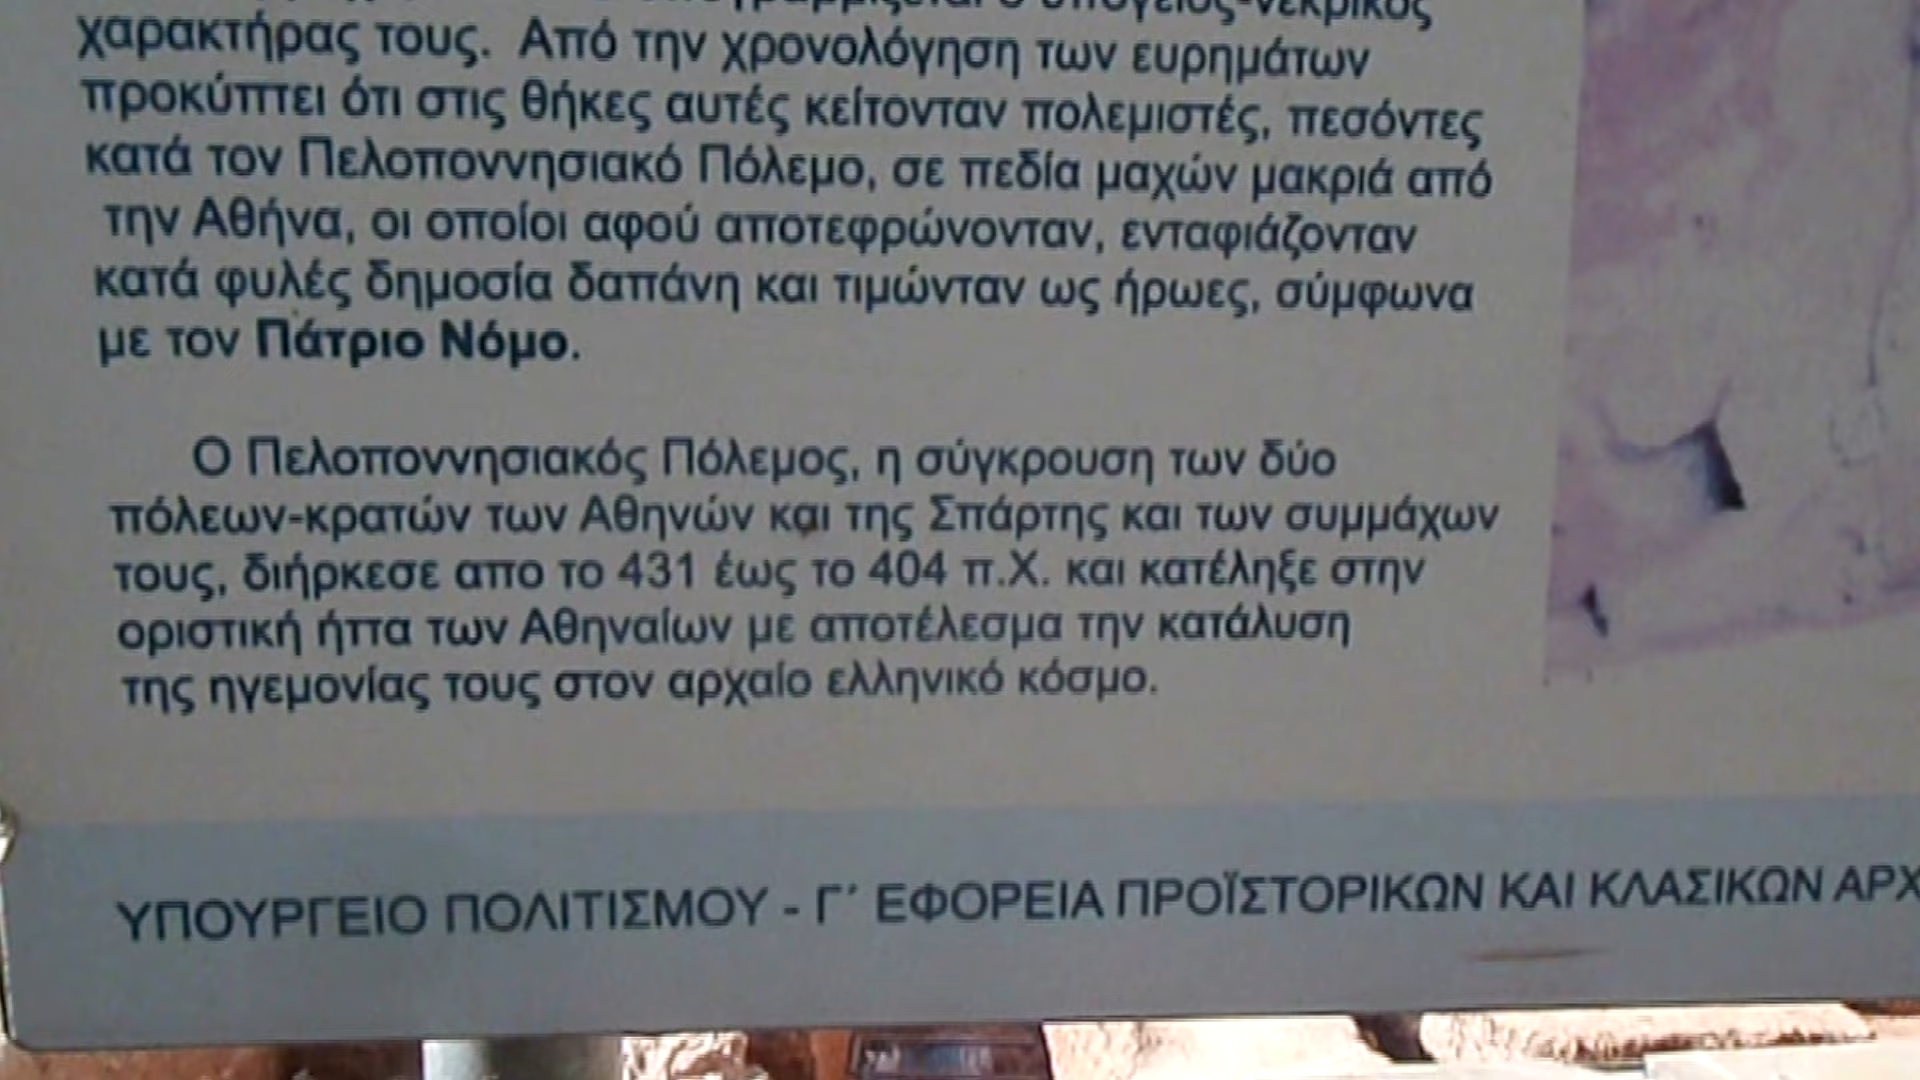 ο υπόγειος-νεκρικός
χαρακτήρας τους. Από την χρονολόγηση των ευρημάτων
προκύπτει ότι στις θήκες αυτές κείτονταν πολεμιστές, πεσόντες
κατά τον Πελοποννησιακό Πόλεμο, σε πεδία μαχών μακριά από
την Αθήνα, οι οποίοι αφού αποτεφρώνονταν, ενταφιάζονταν
κατά φυλές δημοσία δαπάνη και τιμώνταν ως ήρωες, σύμφωνα
με τον Πάτριο Νόμο.
Ο Πελοποννησιακός Πόλεμος, η σύγκρουση των δύο
πόλεων-κρατών των Αθηνών και της Σπάρτης και των συμμάχων
τους, διήρκεσε απο το 431 έως το 404 π.Χ. και κατέληξε στην
οριστική ήττα των Αθηναίων με αποτέλεσμα την κατάλυση
της ηγεμονίας τους στον αρχαίο ελληνικό κόσμο.
ΥΠΟΥΡΓΕΙΟ ΠΟΛΙΤΙΣΜΟΥ - Γ΄ ΕΦΟΡΕΙΑ ΠΡΟΪΣΤΟΡΙΚΩΝ ΚΑΙ ΚΛΑΣΙΚΩΝ ΑΡΧ